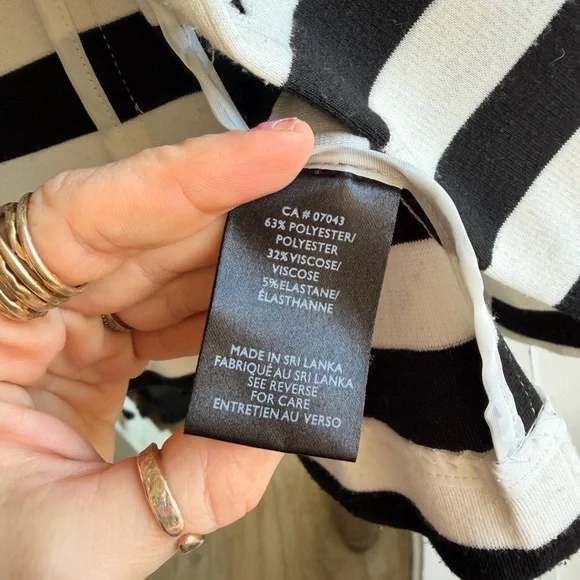 CA # 07043
63% POLYESTER/
POLYESTER
32% VISCOSE/
VISCOSE
5% ELASTANE/
ÉLASTHANNE
MADE IN SRI LANKA
FABRIQUÉ AU SRI LANKA
SEE REVERSE
FOR CARE
ENTRETIEN AU VERSO